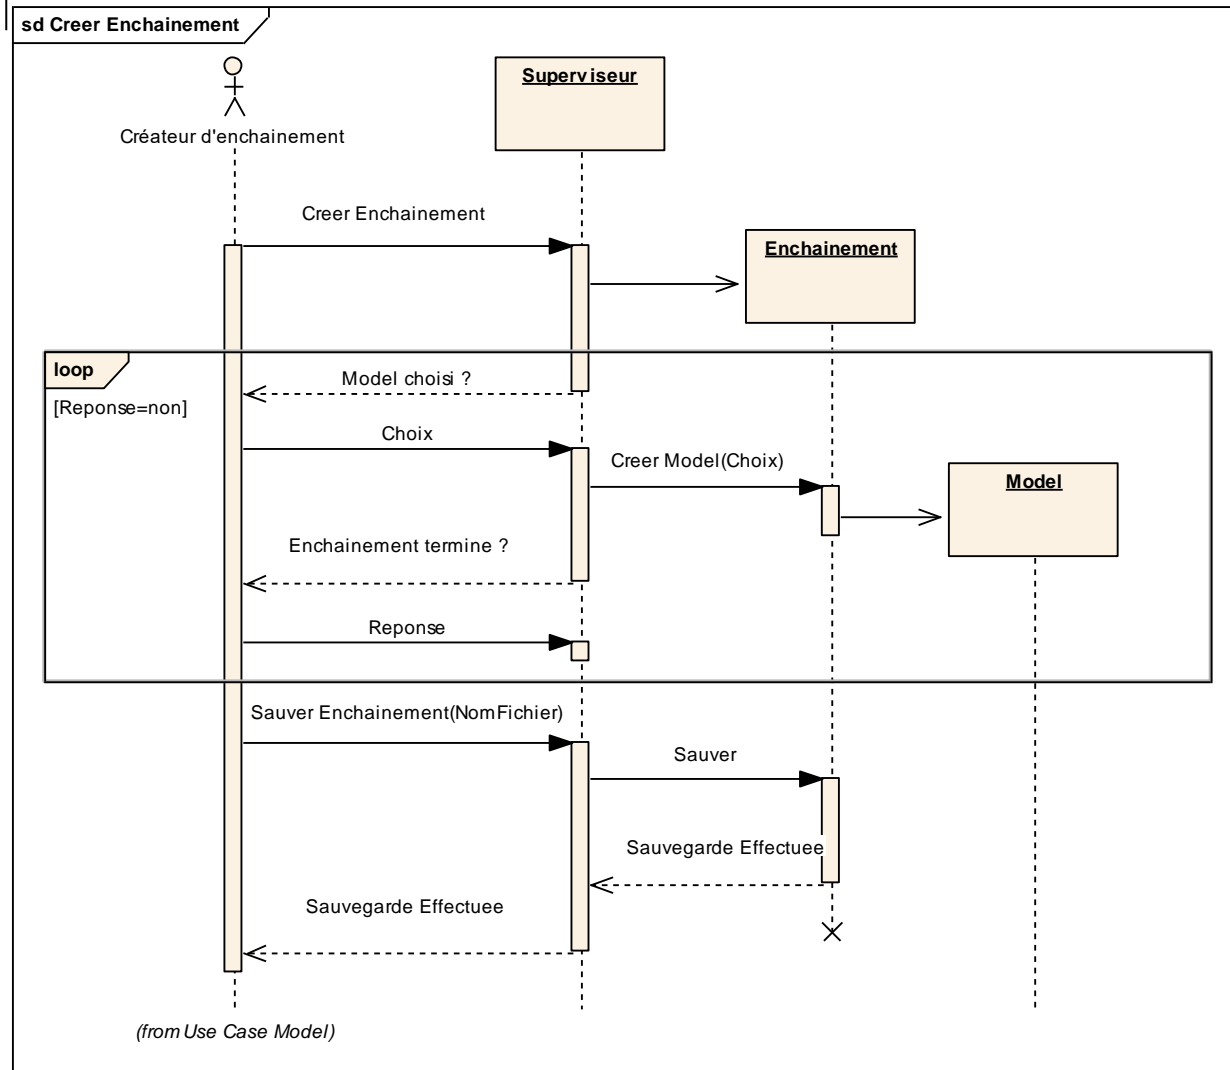 sd Creer Enchainement
Créateur d'enchainement
Superviseur
Creer Enchainement
Enchainement
loop
[Reponse=non]
Model choisi ?
Choix
Creer Model(Choix)
Model
Enchainement termine ?
Reponse
Sauver Enchainement(NomFichier)
Sauver
Sauvegarde Effectuee
Sauvegarde Effectuee
(from Use Case Model)